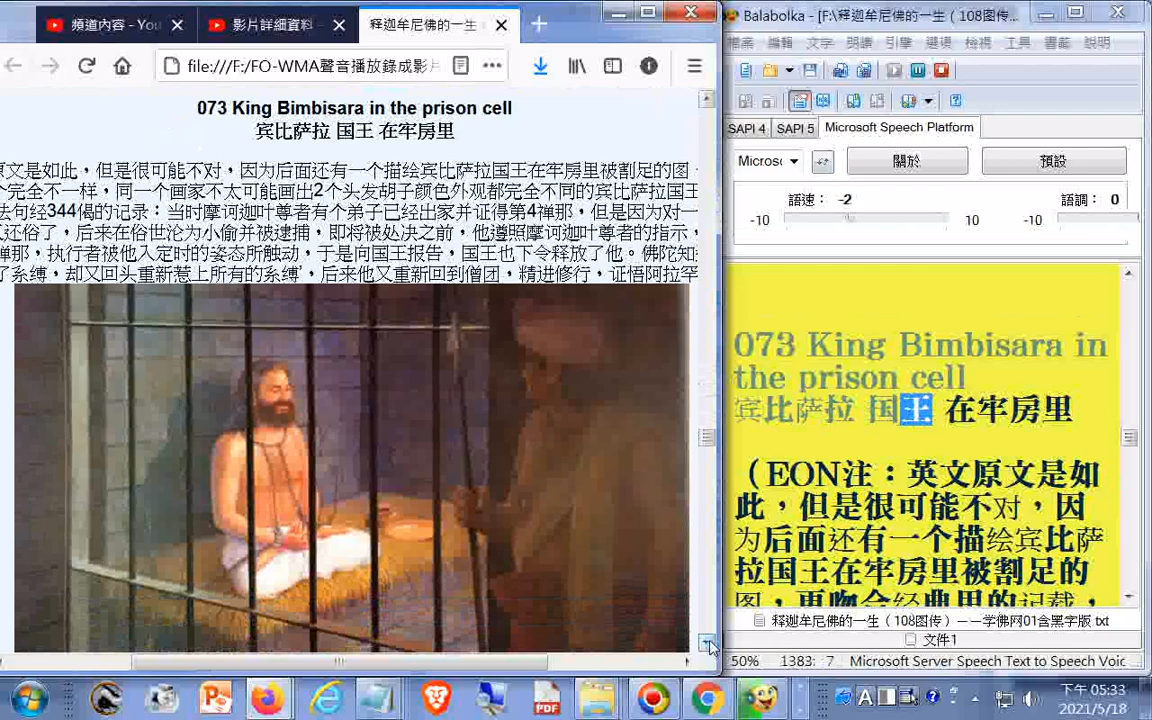 頻道內容 - You
影片詳細資料
释迦牟尼佛的一生
Balabolka - [F:\释迦牟尼佛的一生（108图传）...
file:///F:/FO-WMA聲音播放錄成影片
檔案 編輯 文字 朗讀 引擎 選項 檢視 工具 書籤 說明
SAPI 4 SAPI 5 Microsoft Speech Platform
Micros 關於 預設
語速： -2 語調： 0
-10 10 -10
073 King Bimbisara in the prison cell
宾比萨拉 国王 在牢房里
原文是如此，但是很可能不对，因为后面还有一个描绘宾比萨拉国王在牢房里被割足的图
个完全不一样，同一个画家不太可能画出2个头发胡子颜色外观都完全不同的宾比萨拉国王
法句经344偈的记录：当时摩诃迦叶尊者有个弟子已经出家并证得第4禅那，但是因为对一
又还俗了，后来在俗世沦为小偷并被逮捕，即将被处决之前，他遵照摩诃迦叶尊者的指示，
禅那，执行者被他入定时的姿态所触动，于是向国王报告，国王也下令释放了他。佛陀知
了系缚，却又回头重新惹上所有的系缚'，后来他又重新回到僧团，精进修行，证悟阿拉罕
073 King Bimbisara in
the prison cell
宾比萨拉 国王 在牢房里
（EON注：英文原文是如
此，但是很可能不对，因
为后面还有一个描绘宾比萨
拉国王在牢房里被割足的
图，更吻合经典里的记载，
释迦牟尼佛的一生（108图传）——学佛网01含黑字版.txt
文件1
50% 1383: 7 Microsoft Server Speech Text to Speech Voic
下午 05:33
2021/5/18